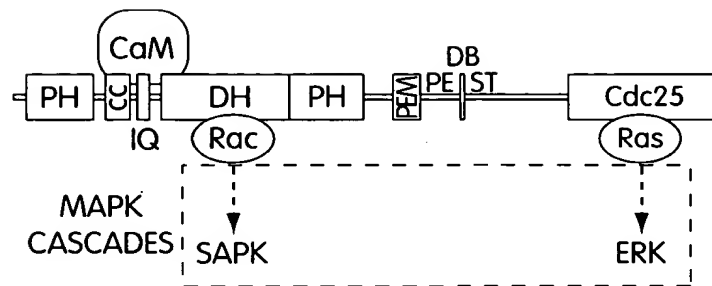 CaM
DB
PH CC DH PH PEM PE ST Cdc25
IQ Rac Ras
MAPK
CASCADES SAPK ERK